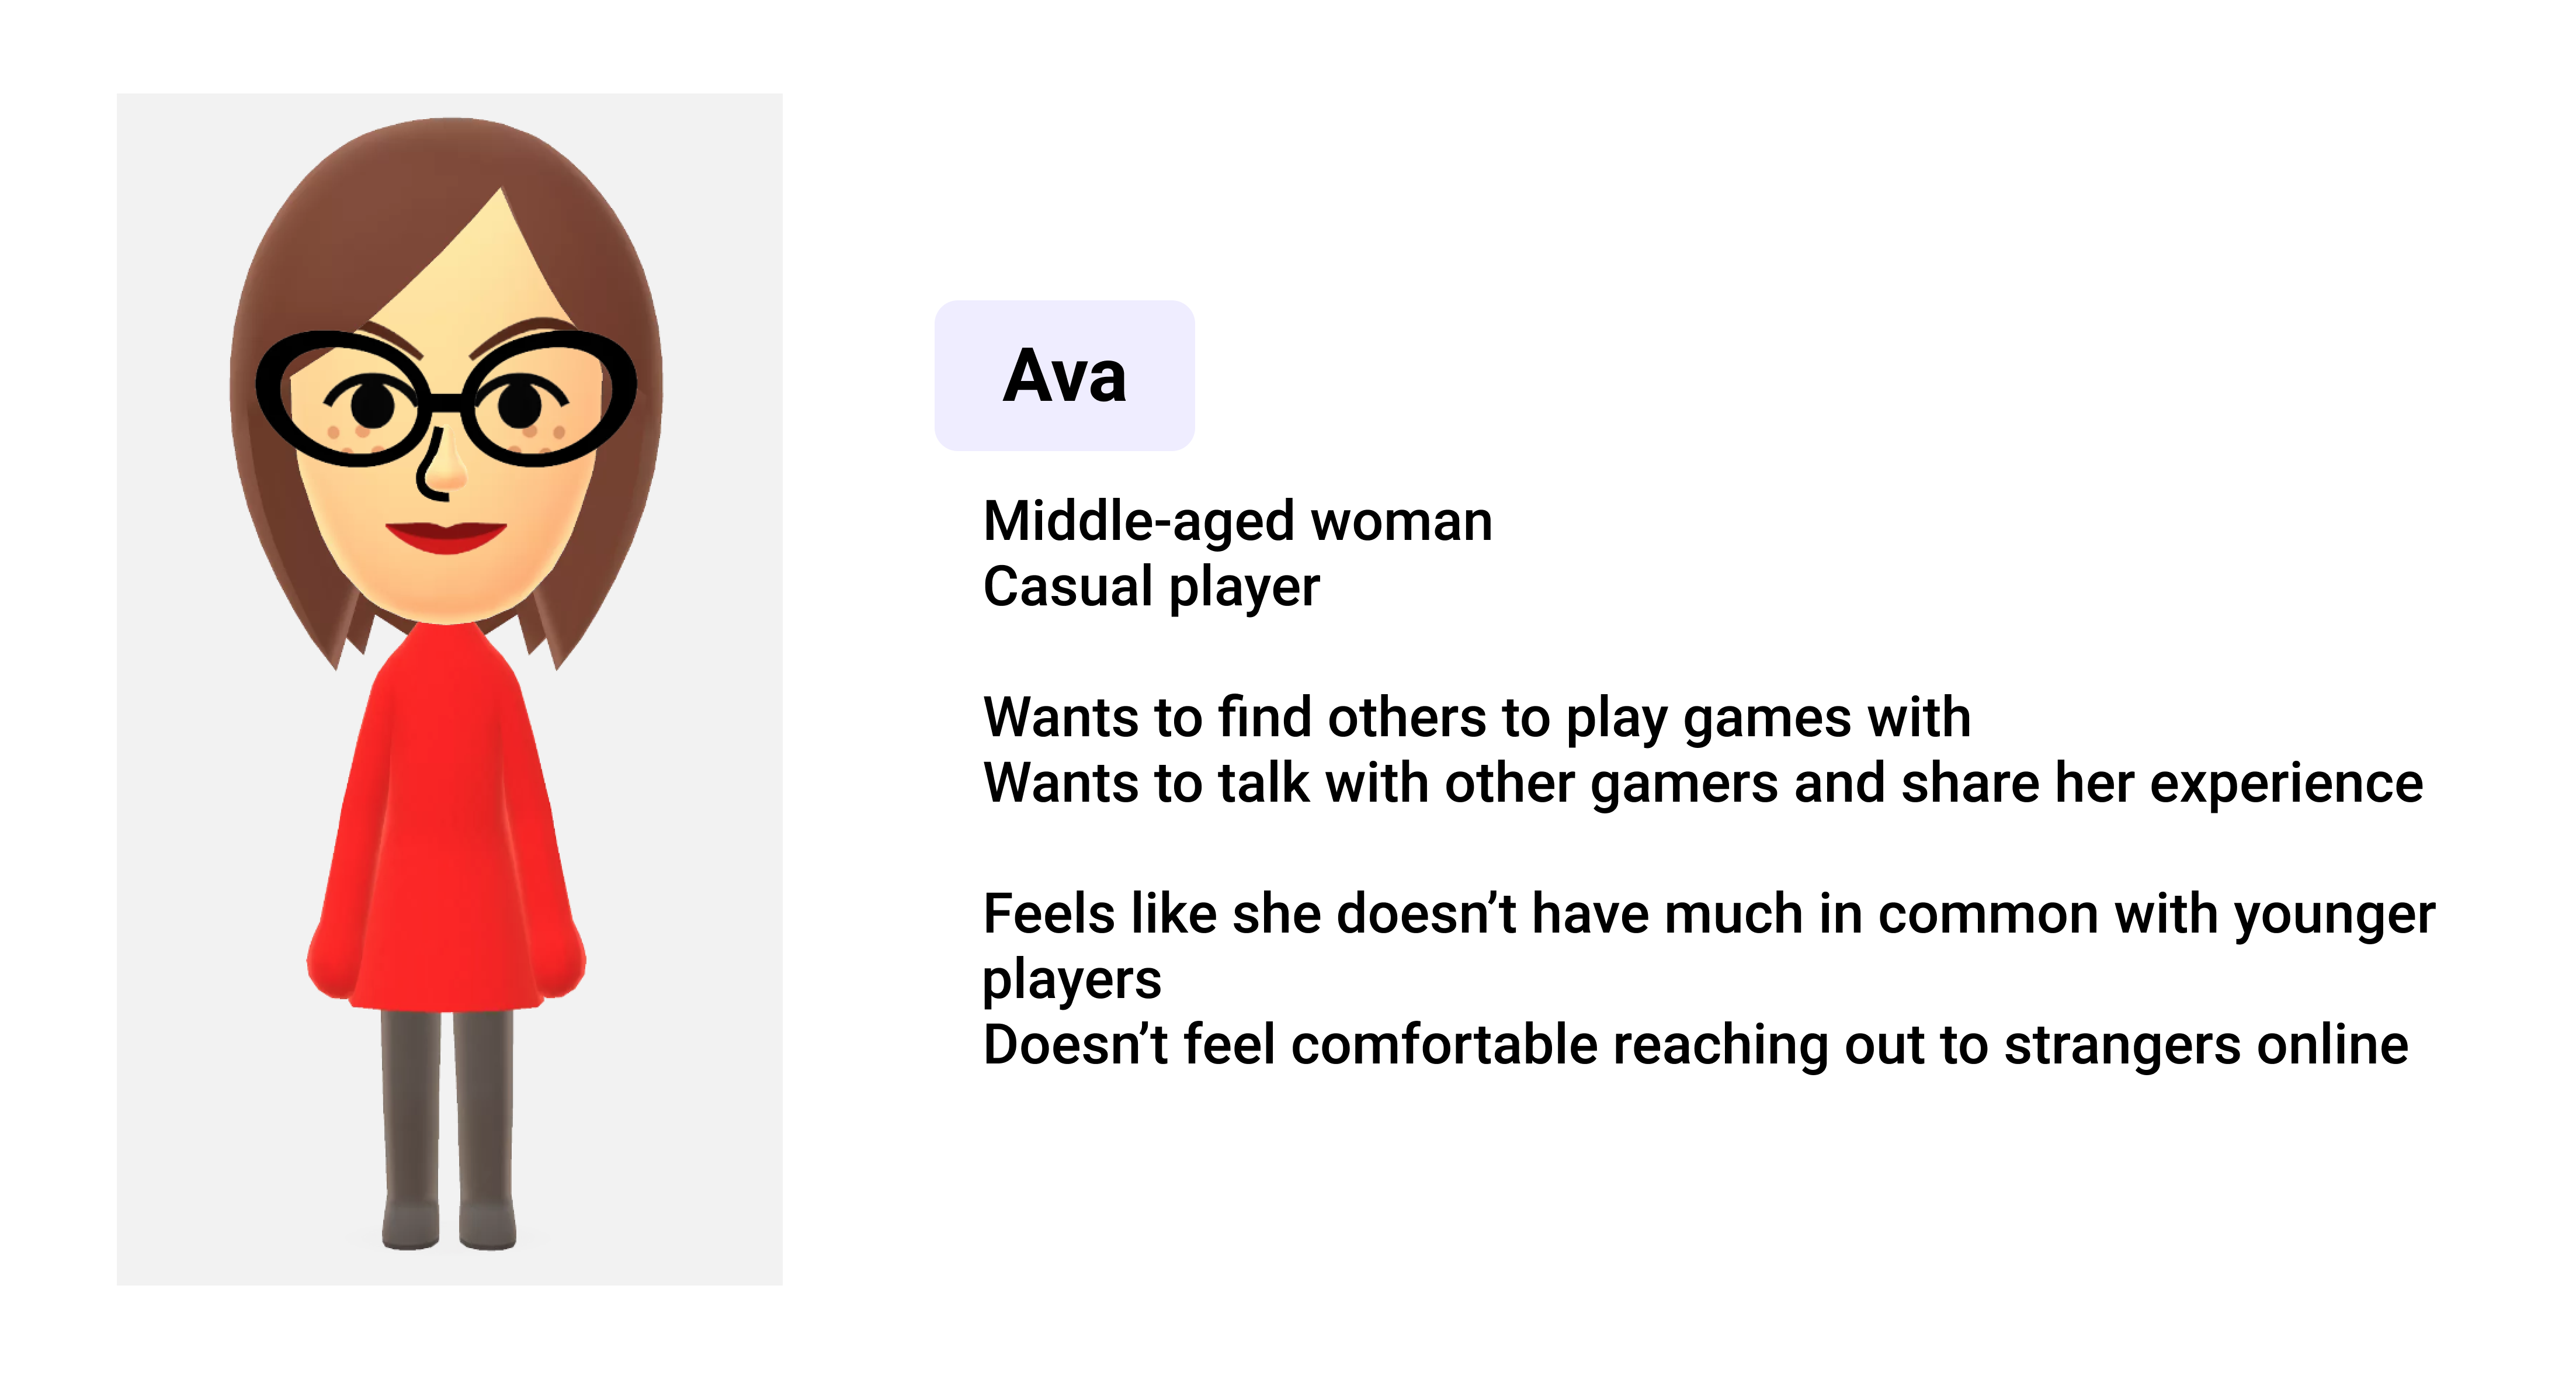 Ava
Middle-aged woman
Casual player
Wants to find others to play games with
Wants to talk with other gamers and share her experience
Feels like she doesn’t have much in common with younger
players
Doesn’t feel comfortable reaching out to strangers online